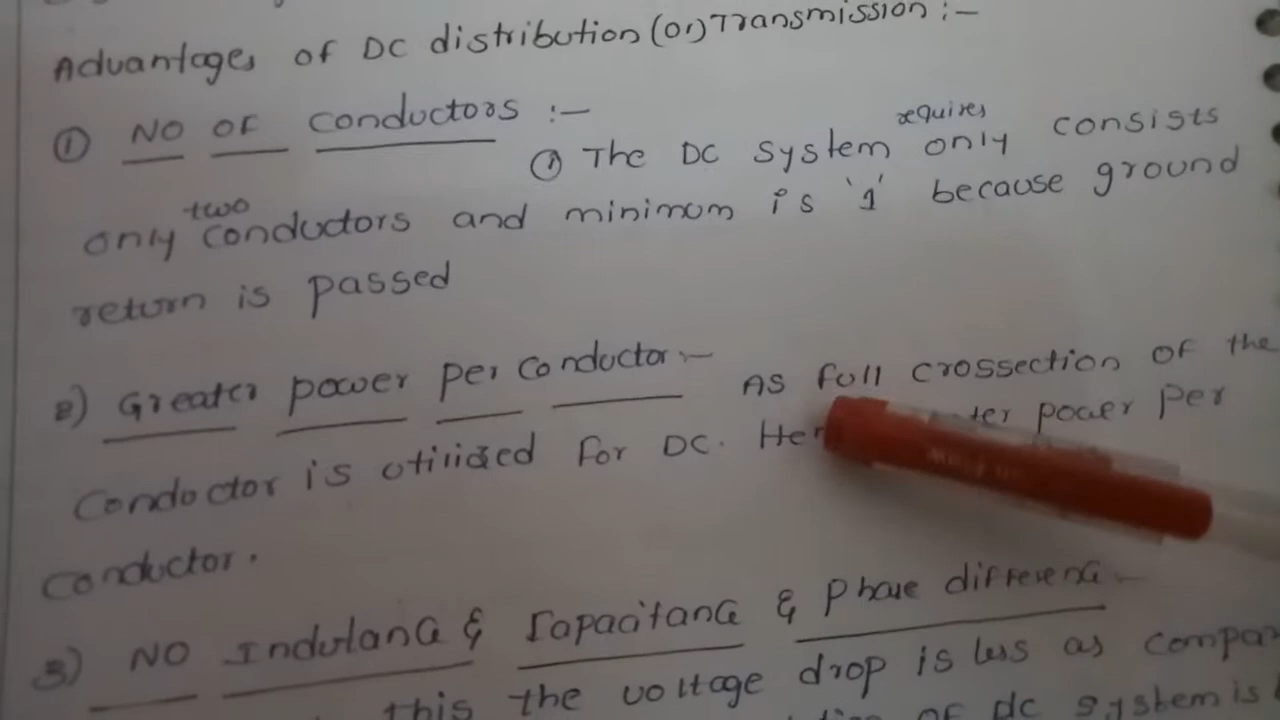 Advantages of DC distribution (or) Transmission :-
① NO OF Conductors :-
requires
① The DC system only consists
two
only conductors and minimum is '1' because ground
return is passed
2) Greater power per conductor :-
As full crossection of the
Conductor is utilized for DC. Her ter power per
conductor.
3) NO Indutance & Capacitance & Phase difference -
this the voltage drop is less as compa
of dc system is